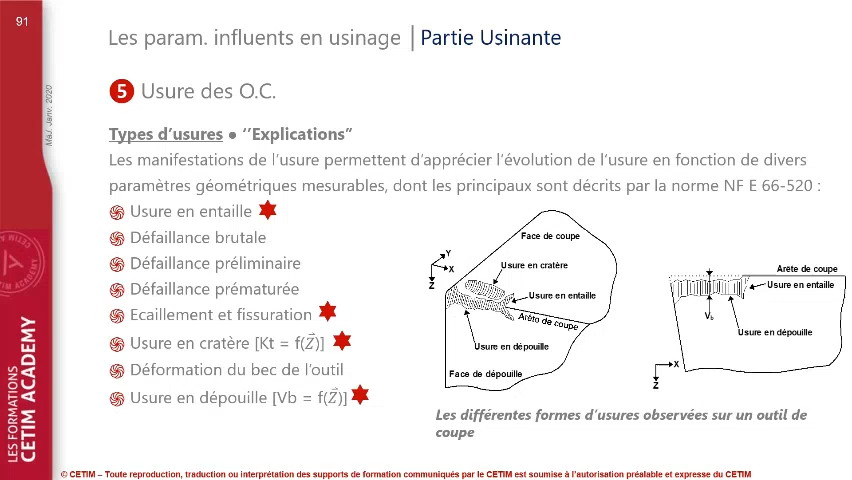 91
Les param. influents en usinage | Partie Usinante
Maj. Janv. 2020
5 Usure des O.C.
Types d'usures ● ‘’Explications’’
Les manifestations de l'usure permettent d'apprécier l'évolution de l'usure en fonction de divers
paramètres géométriques mesurables, dont les principaux sont décrits par la norme NF E 66-520 :
Usure en entaille
Défaillance brutale
Défaillance préliminaire
Défaillance prématurée
Ecaillement et fissuration
Usure en cratère [Kt = f(Z⃗)]
Déformation du bec de l'outil
Usure en dépouille [Vb = f(Z⃗)]
Face de coupe
Y
X
Z
Usure en cratère
Usure en entaille
Arête de coupe
Usure en dépouille
Face de dépouille
Arête de coupe
Usure en entaille
Vb
Usure en dépouille
X
Z
Les différentes formes d'usures observées sur un outil de
coupe
LES FORMATIONS
CETIM ACADEMY
© CETIM – Toute reproduction, traduction ou interprétation des supports de formation communiqués par le CETIM est soumise à l'autorisation préalable et expresse du CETIM